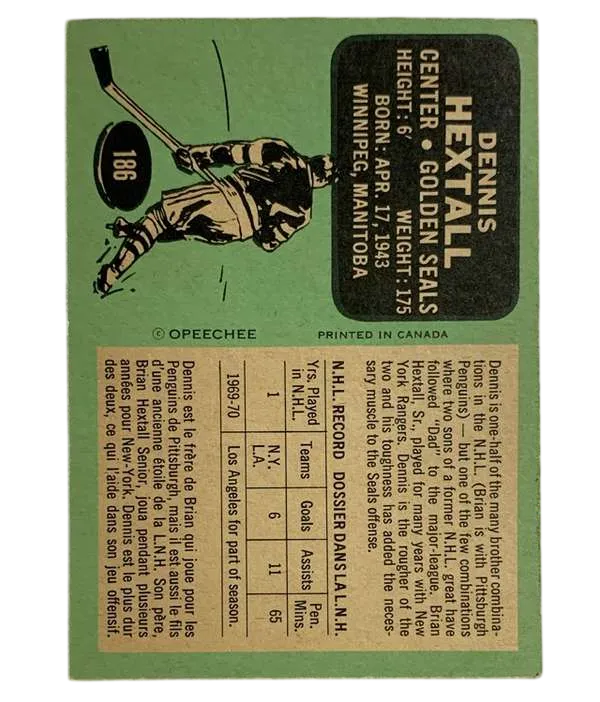 DENNIS
HEXTALL
CENTER • GOLDEN SEALS
HEIGHT: 6' WEIGHT: 175
BORN: APR. 17, 1943
WINNIPEG, MANITOBA
186
© OPEECHEE PRINTED IN CANADA
Dennis is one-half of the many brother combina-
tions in the N.H.L. (Brian is with Pittsburgh
Penguins) — but one of the few combinations
where two sons of a former N.H.L. great have
followed "Dad" to the major-league. Brian
Hextall, Sr., played for many years with New
York Rangers. Dennis is the rougher of the
two and his toughness has added the neces-
sary muscle to the Seals offense.
N.H.L. RECORD DOSSIER DANS LA L.N.H.
Yrs. Played in N.H.L. Teams Goals Assists Pen. Mins.
1 N.Y. L.A. 6 11 65
1969-70 Los Angeles for part of season.
Dennis est le frère de Brian qui joue pour les
Penguins de Pittsburgh, mais il est aussi le fils
d'une ancienne étoile de la L.N.H. Son père,
Brian Hextall Senior, joua pendant plusieurs
années pour New-York. Dennis est le plus dur
des deux, ce qui l'aide dans son jeu offensif.